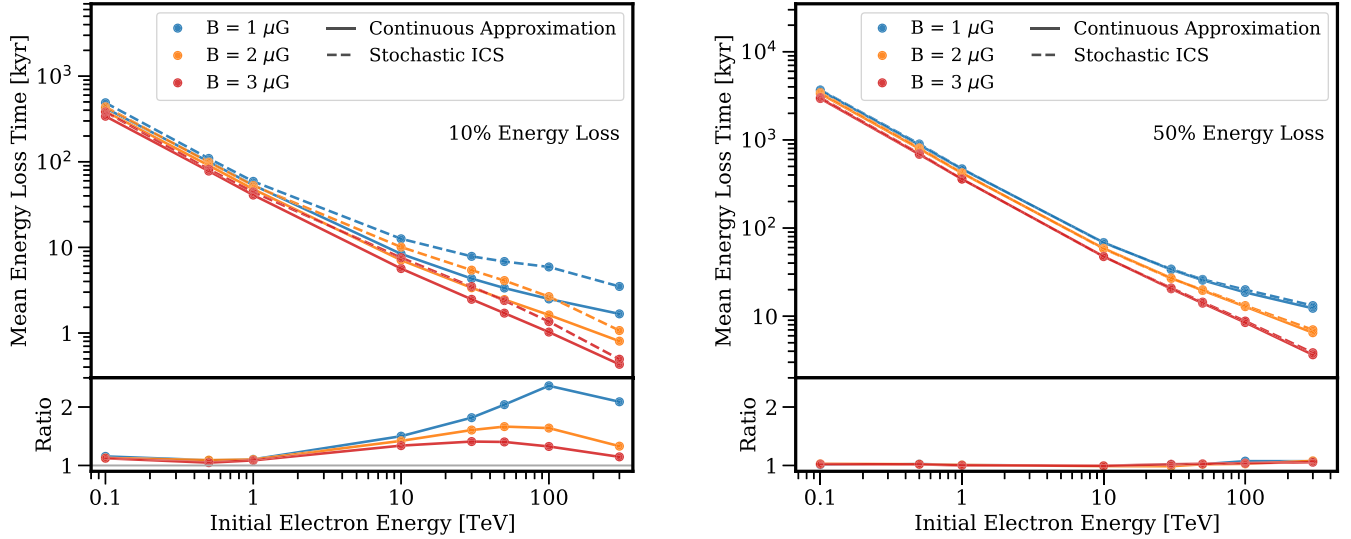 B = 1 μG
B = 2 μG
B = 3 μG
Continuous Approximation
Stochastic ICS
10% Energy Loss
Mean Energy Loss Time [kyr]
10³
10²
10
1
Ratio
2
1
0.1 1 10 100
Initial Electron Energy [TeV]
B = 1 μG
B = 2 μG
B = 3 μG
Continuous Approximation
Stochastic ICS
50% Energy Loss
Mean Energy Loss Time [kyr]
10⁴
10³
10²
10
Ratio
2
1
0.1 1 10 100
Initial Electron Energy [TeV]